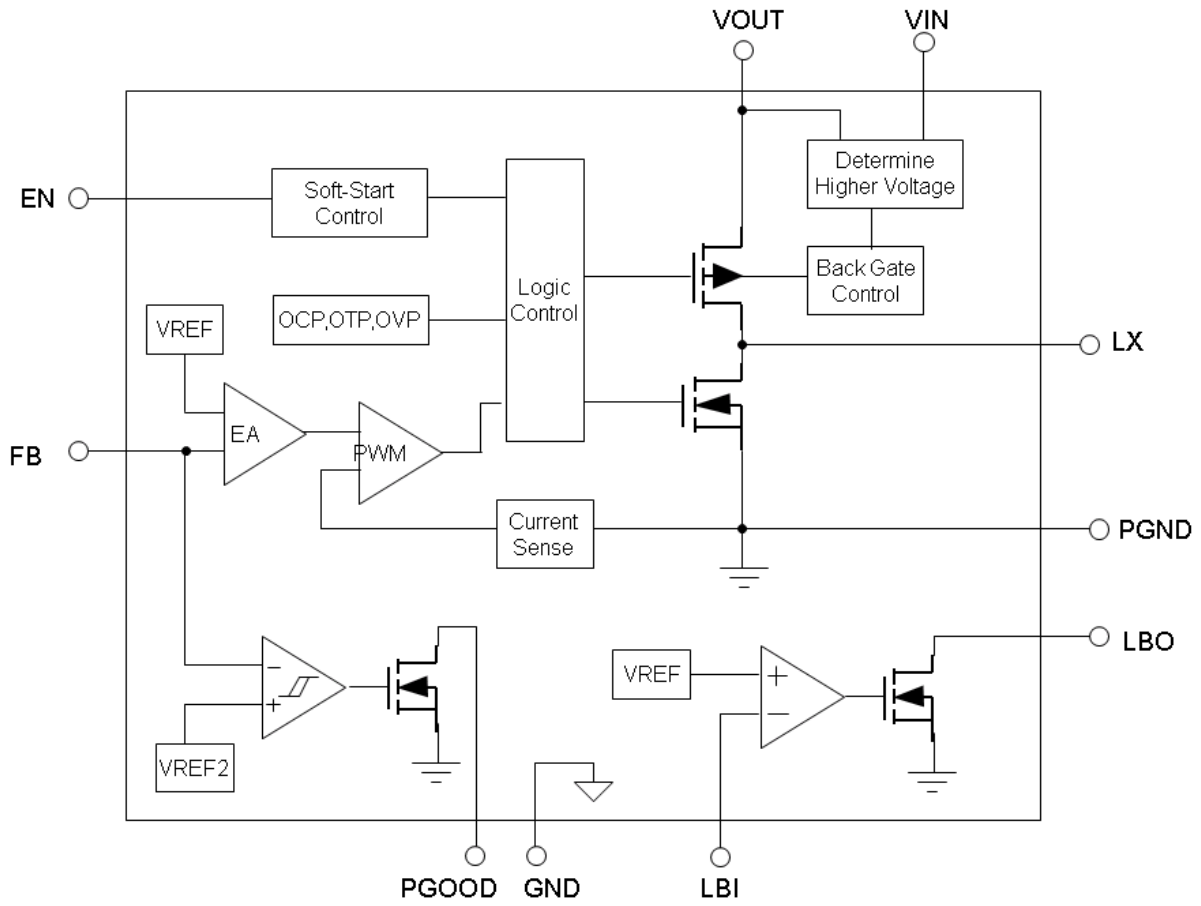 VOUT
VIN
Determine
Higher Voltage
EN
Soft-Start
Control
Back Gate
Control
Logic
Control
OCP,OTP,OVP
VREF
LX
EA
PWM
FB
Current
Sense
PGND
LBO
VREF
+
−
−
+
VREF2
PGOOD
GND
LBI